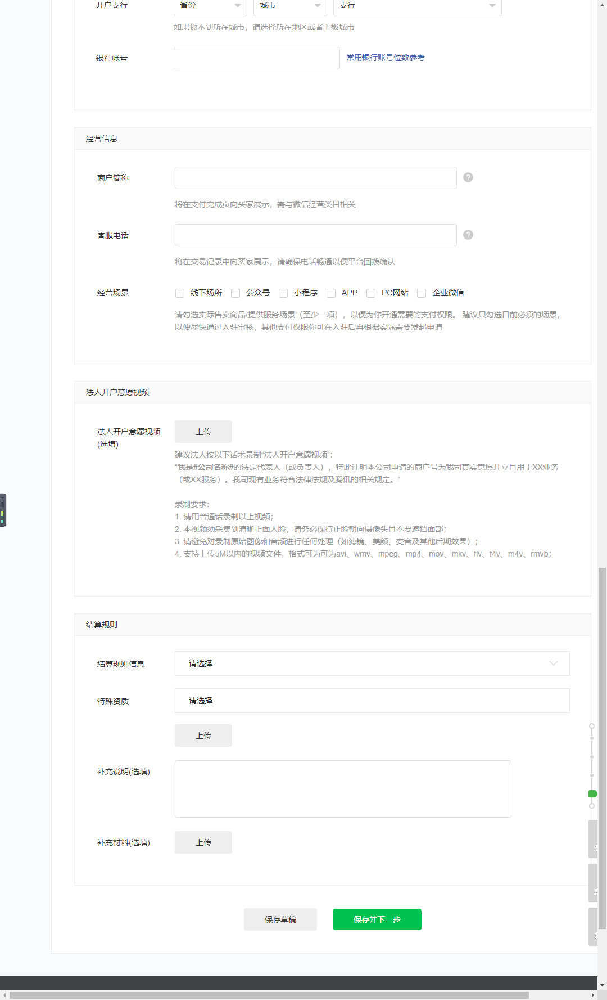 开户支行 省份 城市 支行
如果找不到所在城市，请选择所在地区或者上级城市
银行帐号 常用银行账号位数参考
经营信息
商户简称 ?
将在支付完成页向买家展示，需与微信经营类目相关
客服电话 ?
将在交易记录中向买家展示，请确保电话畅通以便平台回拨确认
经营场景 线下场所 公众号 小程序 APP PC网站 企业微信
请勾选实际售卖商品/提供服务场景（至少一项），以便为你开通需要的支付权限。 建议只勾选目前必须的场景，
以便尽快通过入驻审核，其他支付权限你可在入驻后再根据实际需要发起申请
法人开户意愿视频
法人开户意愿视频 上传
(选填)
建议法人按以下话术录制“法人开户意愿视频”：
“我是#公司名称#的法定代表人（或负责人），特此证明本公司申请的商户号为我司真实意愿开立且用于XX业务
（或XX服务）。我司现有业务符合法律法规及腾讯的相关规定。”
录制要求：
1. 请用普通话录制以上视频；
2. 本视频须采集到清晰正面人脸，请务必保持正脸朝向摄像头且不要遮挡面部；
3. 请避免对录制原始图像和音频进行任何处理（如滤镜、美颜、变音及其他后期效果）；
4. 支持上传5M以内的视频文件，格式可为可为avi、wmv、mpeg、mp4、mov、mkv、flv、f4v、m4v、rmvb；
结算规则
结算规则信息 请选择
特殊资质 请选择
上传
补充说明(选填)
补充材料(选填) 上传
保存草稿 保存并下一步